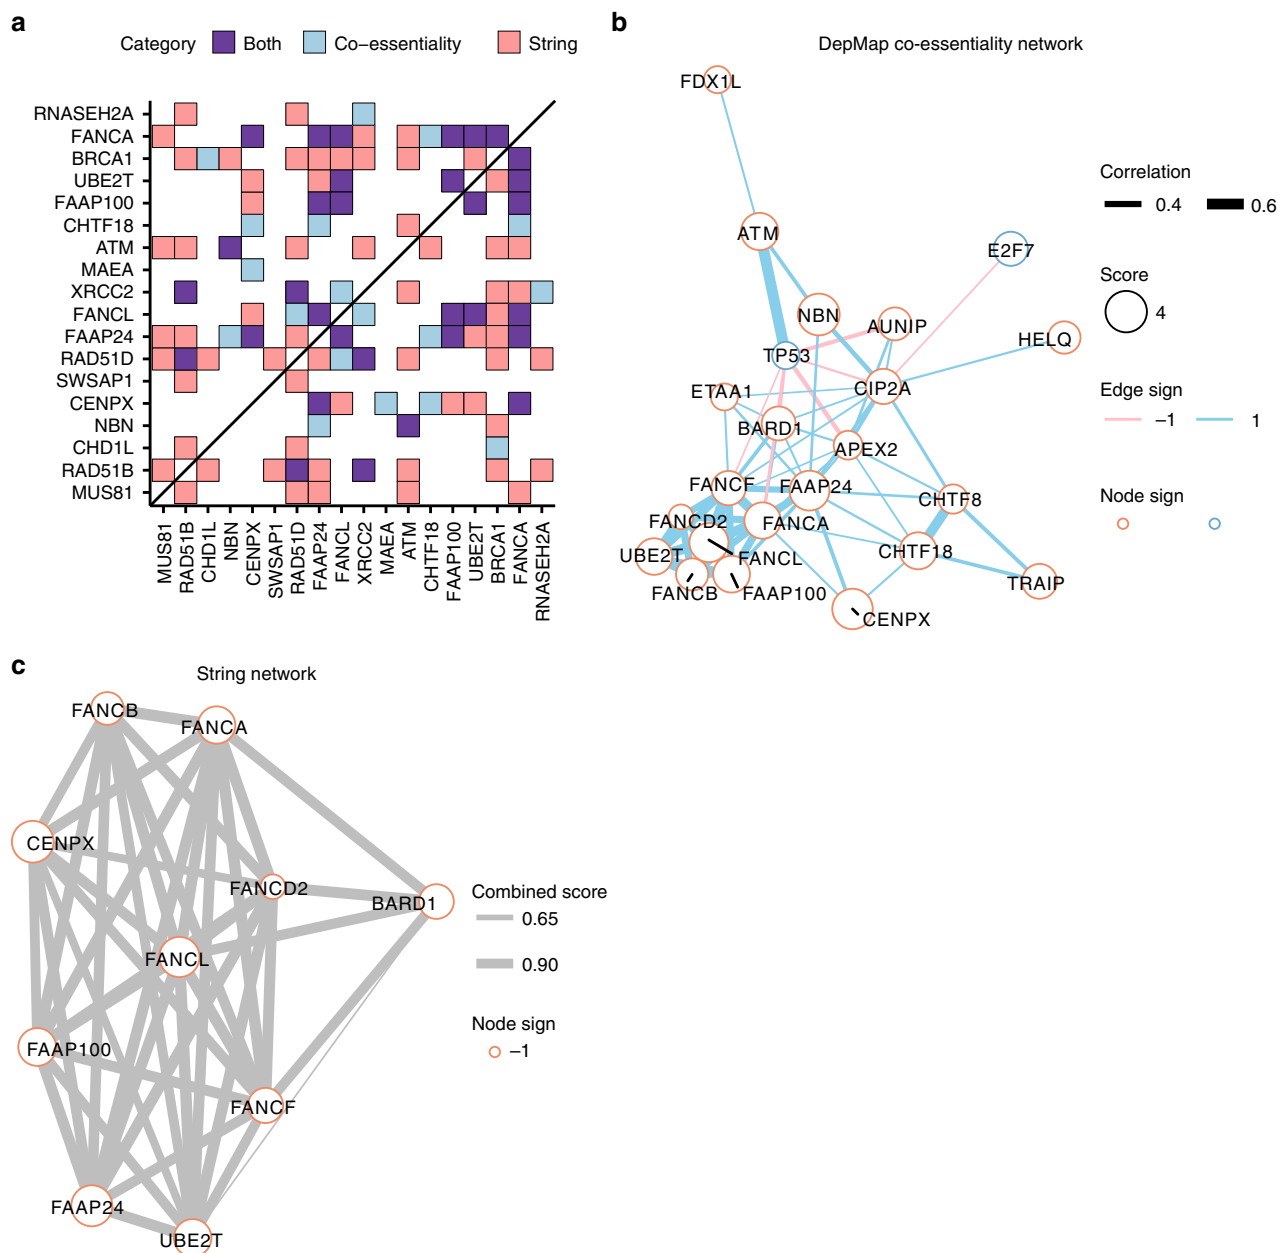 a
Category Both Co−essentiality String
RNASEH2A
FANCA
BRCA1
UBE2T
FAAP100
CHTF18
ATM
MAEA
XRCC2
FANCL
FAAP24
RAD51D
SWSAP1
CENPX
NBN
CHD1L
RAD51B
MUS81
MUS81
RAD51B
CHD1L
NBN
CENPX
SWSAP1
RAD51D
FAAP24
FANCL
XRCC2
MAEA
ATM
CHTF18
FAAP100
UBE2T
BRCA1
FANCA
RNASEH2A
b
DepMap co-essentiality network
FDX1L
ATM
E2F7
NBN
AUNIP
HELQ
TP53
CIP2A
ETAA1
BARD1
APEX2
FANCF
FAAP24
CHTF8
FANCD2
FANCA
UBE2T
FANCL
CHTF18
FANCB
FAAP100
TRAIP
CENPX
Correlation
0.4 0.6
Score
4
Edge sign
−1 1
Node sign
c
String network
FANCB
FANCA
CENPX
FANCD2
BARD1
FANCL
FAAP100
FANCF
FAAP24
UBE2T
Combined score
0.65
0.90
Node sign
−1